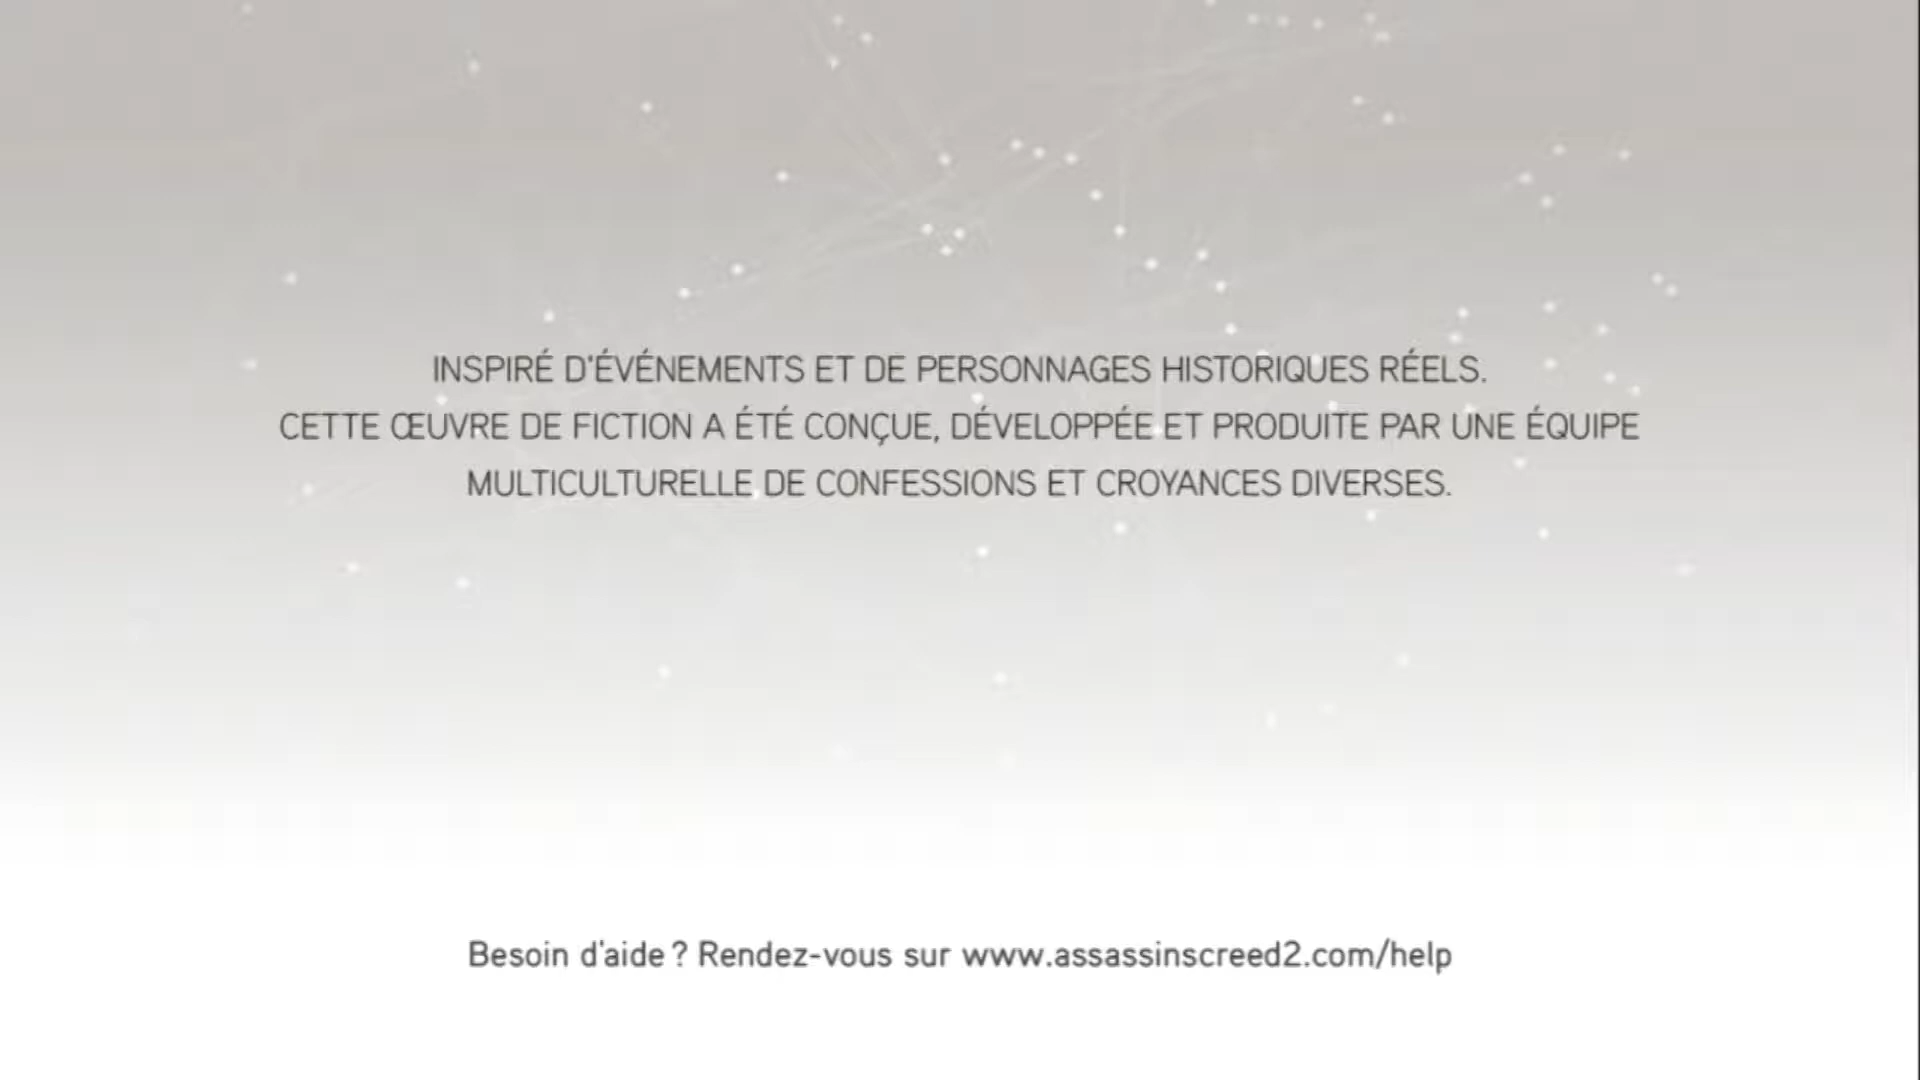 INSPIRÉ D'ÉVÉNEMENTS ET DE PERSONNAGES HISTORIQUES RÉELS.
CETTE ŒUVRE DE FICTION A ÉTÉ CONÇUE, DÉVELOPPÉE ET PRODUITE PAR UNE ÉQUIPE
MULTICULTURELLE DE CONFESSIONS ET CROYANCES DIVERSES.
Besoin d'aide ? Rendez-vous sur www.assassinscreed2.com/help